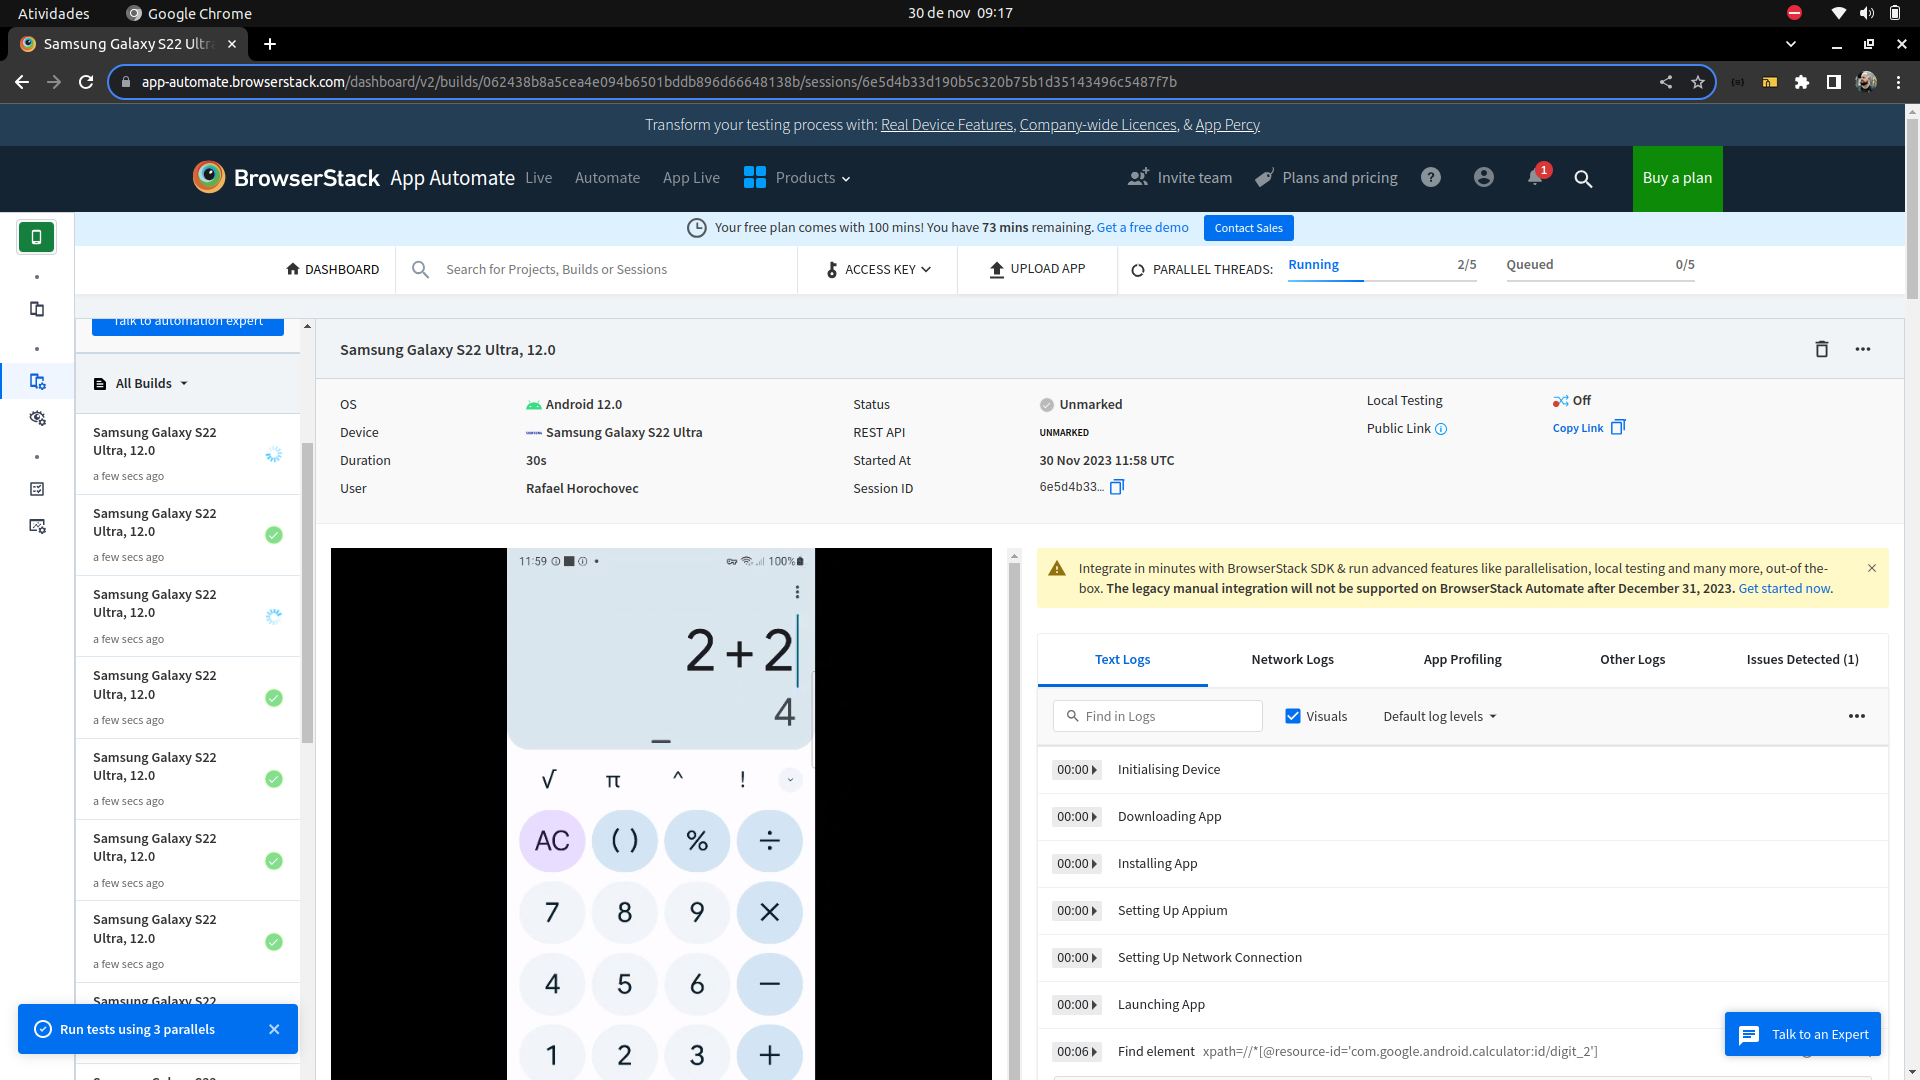 Atividades
Google Chrome
30 de nov 09:17
Samsung Galaxy S22 Ultr
app-automate.browserstack.com/dashboard/v2/builds/062438b8a5cea4e094b6501bddb896d66648138b/sessions/6e5d4b33d190b5c320b75b1d35143496c5487f7b
Transform your testing process with: Real Device Features, Company-wide Licences, & App Percy
BrowserStack App Automate Live Automate App Live Products
Invite team Plans and pricing ? 1 Buy a plan
Your free plan comes with 100 mins! You have 73 mins remaining. Get a free demo Contact Sales
DASHBOARD Search for Projects, Builds or Sessions ACCESS KEY UPLOAD APP PARALLEL THREADS: Running 2/5 Queued 0/5
Talk to automation expert
All Builds
Samsung Galaxy S22
Ultra, 12.0
a few secs ago
Samsung Galaxy S22
Ultra, 12.0
a few secs ago
Samsung Galaxy S22
Ultra, 12.0
a few secs ago
Samsung Galaxy S22
Ultra, 12.0
a few secs ago
Samsung Galaxy S22
Ultra, 12.0
a few secs ago
Samsung Galaxy S22
Ultra, 12.0
a few secs ago
Samsung Galaxy S22
Ultra, 12.0
a few secs ago
Samsung Galaxy S22
Run tests using 3 parallels
Samsung Galaxy S22
Samsung Galaxy S22 Ultra, 12.0
OS Android 12.0
Device Samsung Galaxy S22 Ultra
Duration 30s
User Rafael Horochovec
Status Unmarked
REST API UNMARKED
Started At 30 Nov 2023 11:58 UTC
Session ID 6e5d4b33...
Local Testing Off
Public Link Copy Link
11:59 100%
2+2
4
√ π ^ !
AC ( ) % ÷
7 8 9 ×
4 5 6 −
1 2 3 +
Integrate in minutes with BrowserStack SDK & run advanced features like parallelisation, local testing and many more, out-of the-
box. The legacy manual integration will not be supported on BrowserStack Automate after December 31, 2023. Get started now.
Text Logs Network Logs App Profiling Other Logs Issues Detected (1)
Find in Logs Visuals Default log levels
00:00 Initialising Device
00:00 Downloading App
00:00 Installing App
00:00 Setting Up Appium
00:00 Setting Up Network Connection
00:00 Launching App
00:06 Find element xpath=//*[@resource-id='com.google.android.calculator:id/digit_2']
Talk to an Expert